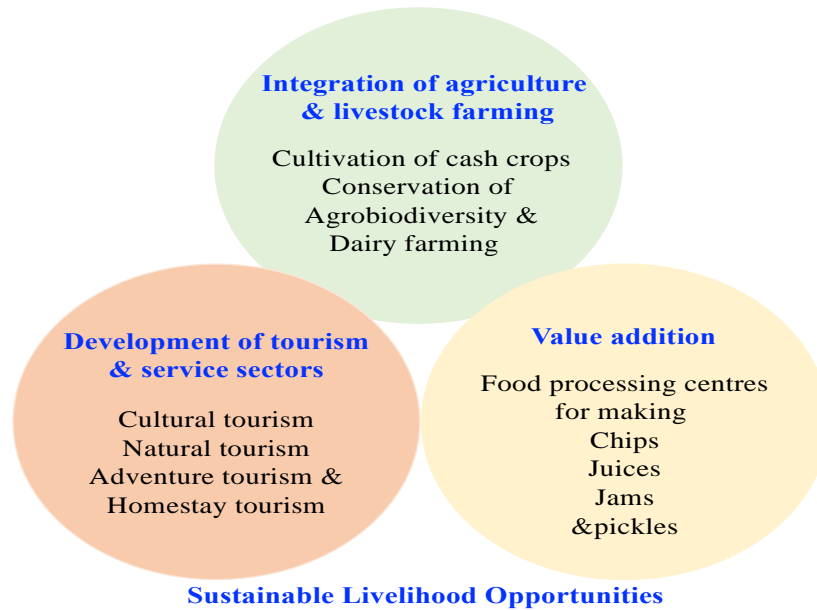 Integration of agriculture
& livestock farming
Cultivation of cash crops
Conservation of
Agrobiodiversity &
Dairy farming
Development of tourism
& service sectors
Cultural tourism
Natural tourism
Adventure tourism &
Homestay tourism
Value addition
Food processing centres
for making
Chips
Juices
Jams
&pickles
Sustainable Livelihood Opportunities